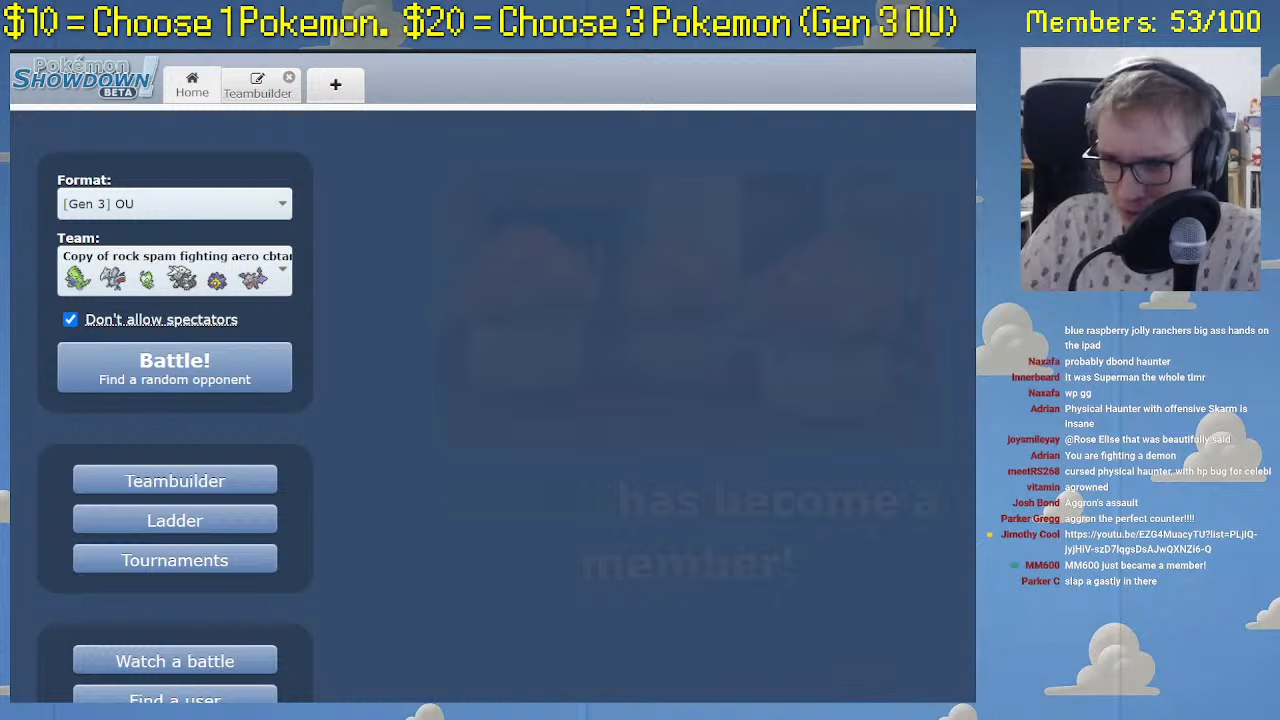 $10 = Choose 1 Pokemon. $20 = Choose 3 Pokemon (Gen 3 OU)
Members: 53/100
Pokémon
SHOWDOWN!
BETA
Home
Teambuilder
+
Format:
[Gen 3] OU
Team:
Copy of rock spam fighting aero cbtar
Don't allow spectators
Battle!
Find a random opponent
Teambuilder
Ladder
Tournaments
Watch a battle
Find a user
has become a
member!
blue raspberry jolly ranchers big ass hands on
the ipad
Naxafa probably dbond haunter
Innerbeard It was Superman the whole timr
Naxafa wp gg
Adrian Physical Haunter with offensive Skarm is
insane
joysmileyay @Rose Ellse that was beautifully said
Adrian You are fighting a demon
meetRS268 cursed physical haunter, with hp bug for celebi
vitamin agrowned
Josh Bond Aggron's assault
Parker Gregg aggron the perfect counter!!!!
Jimothy Cool https://youtu.be/EZG4MuacyTU?list=PLjIQ-
jyjHIV-szD7lqgsDsAJwQXNZi6-Q
MM600 MM600 just became a member!
Parker C slap a gastly in there